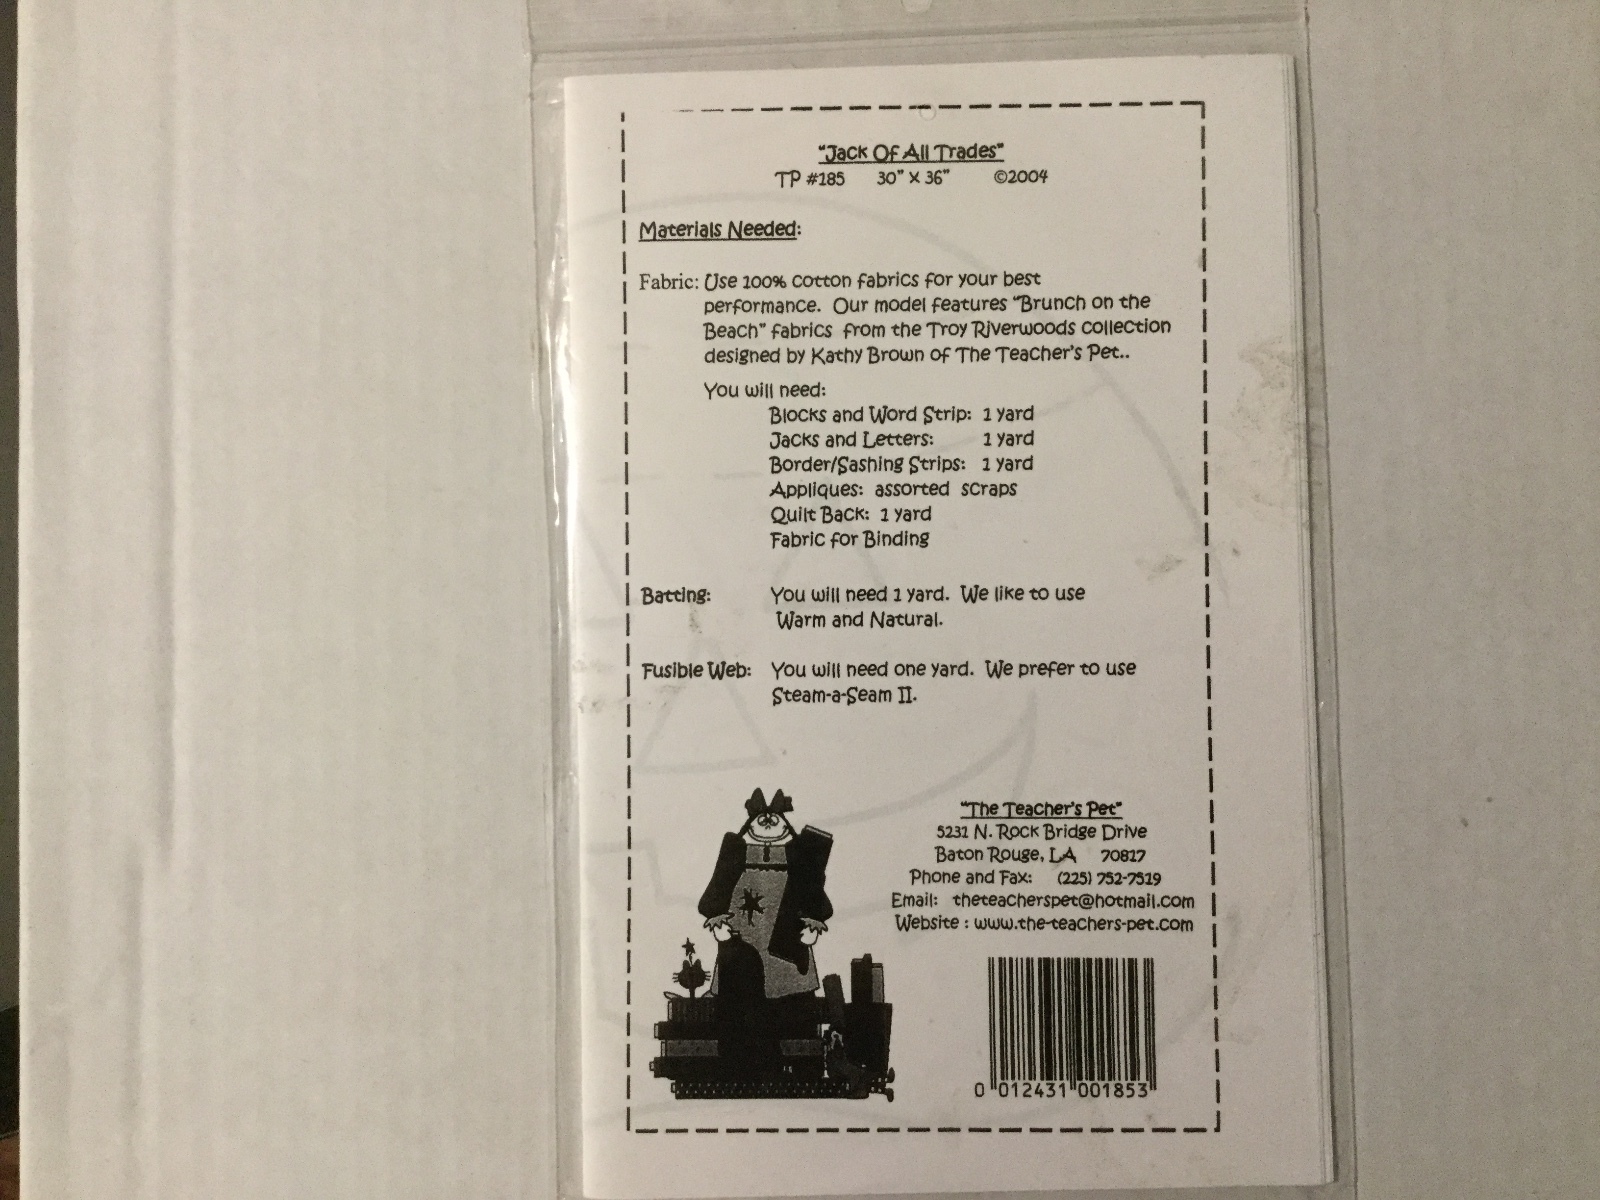 "Jack Of All Trades"
TP #185 30" X 36" ©2004
Materials Needed:
Fabric: Use 100% cotton fabrics for your best
performance. Our model features "Brunch on the
Beach" fabrics from the Troy Riverwoods collection
designed by Kathy Brown of The Teacher's Pet..
You will need:
Blocks and Word Strip: 1 yard
Jacks and Letters: 1 yard
Border/Sashing Strips: 1 yard
Appliques: assorted scraps
Quilt Back: 1 yard
Fabric for Binding
Batting: You will need 1 yard. We like to use
Warm and Natural.
Fusible Web: You will need one yard. We prefer to use
Steam-a-Seam II.
"The Teacher's Pet"
5231 N. Rock Bridge Drive
Baton Rouge, LA 70817
Phone and Fax: (225) 752-7519
Email: theteacherspet@hotmail.com
Website : www.the-teachers-pet.com
0 012431 001853